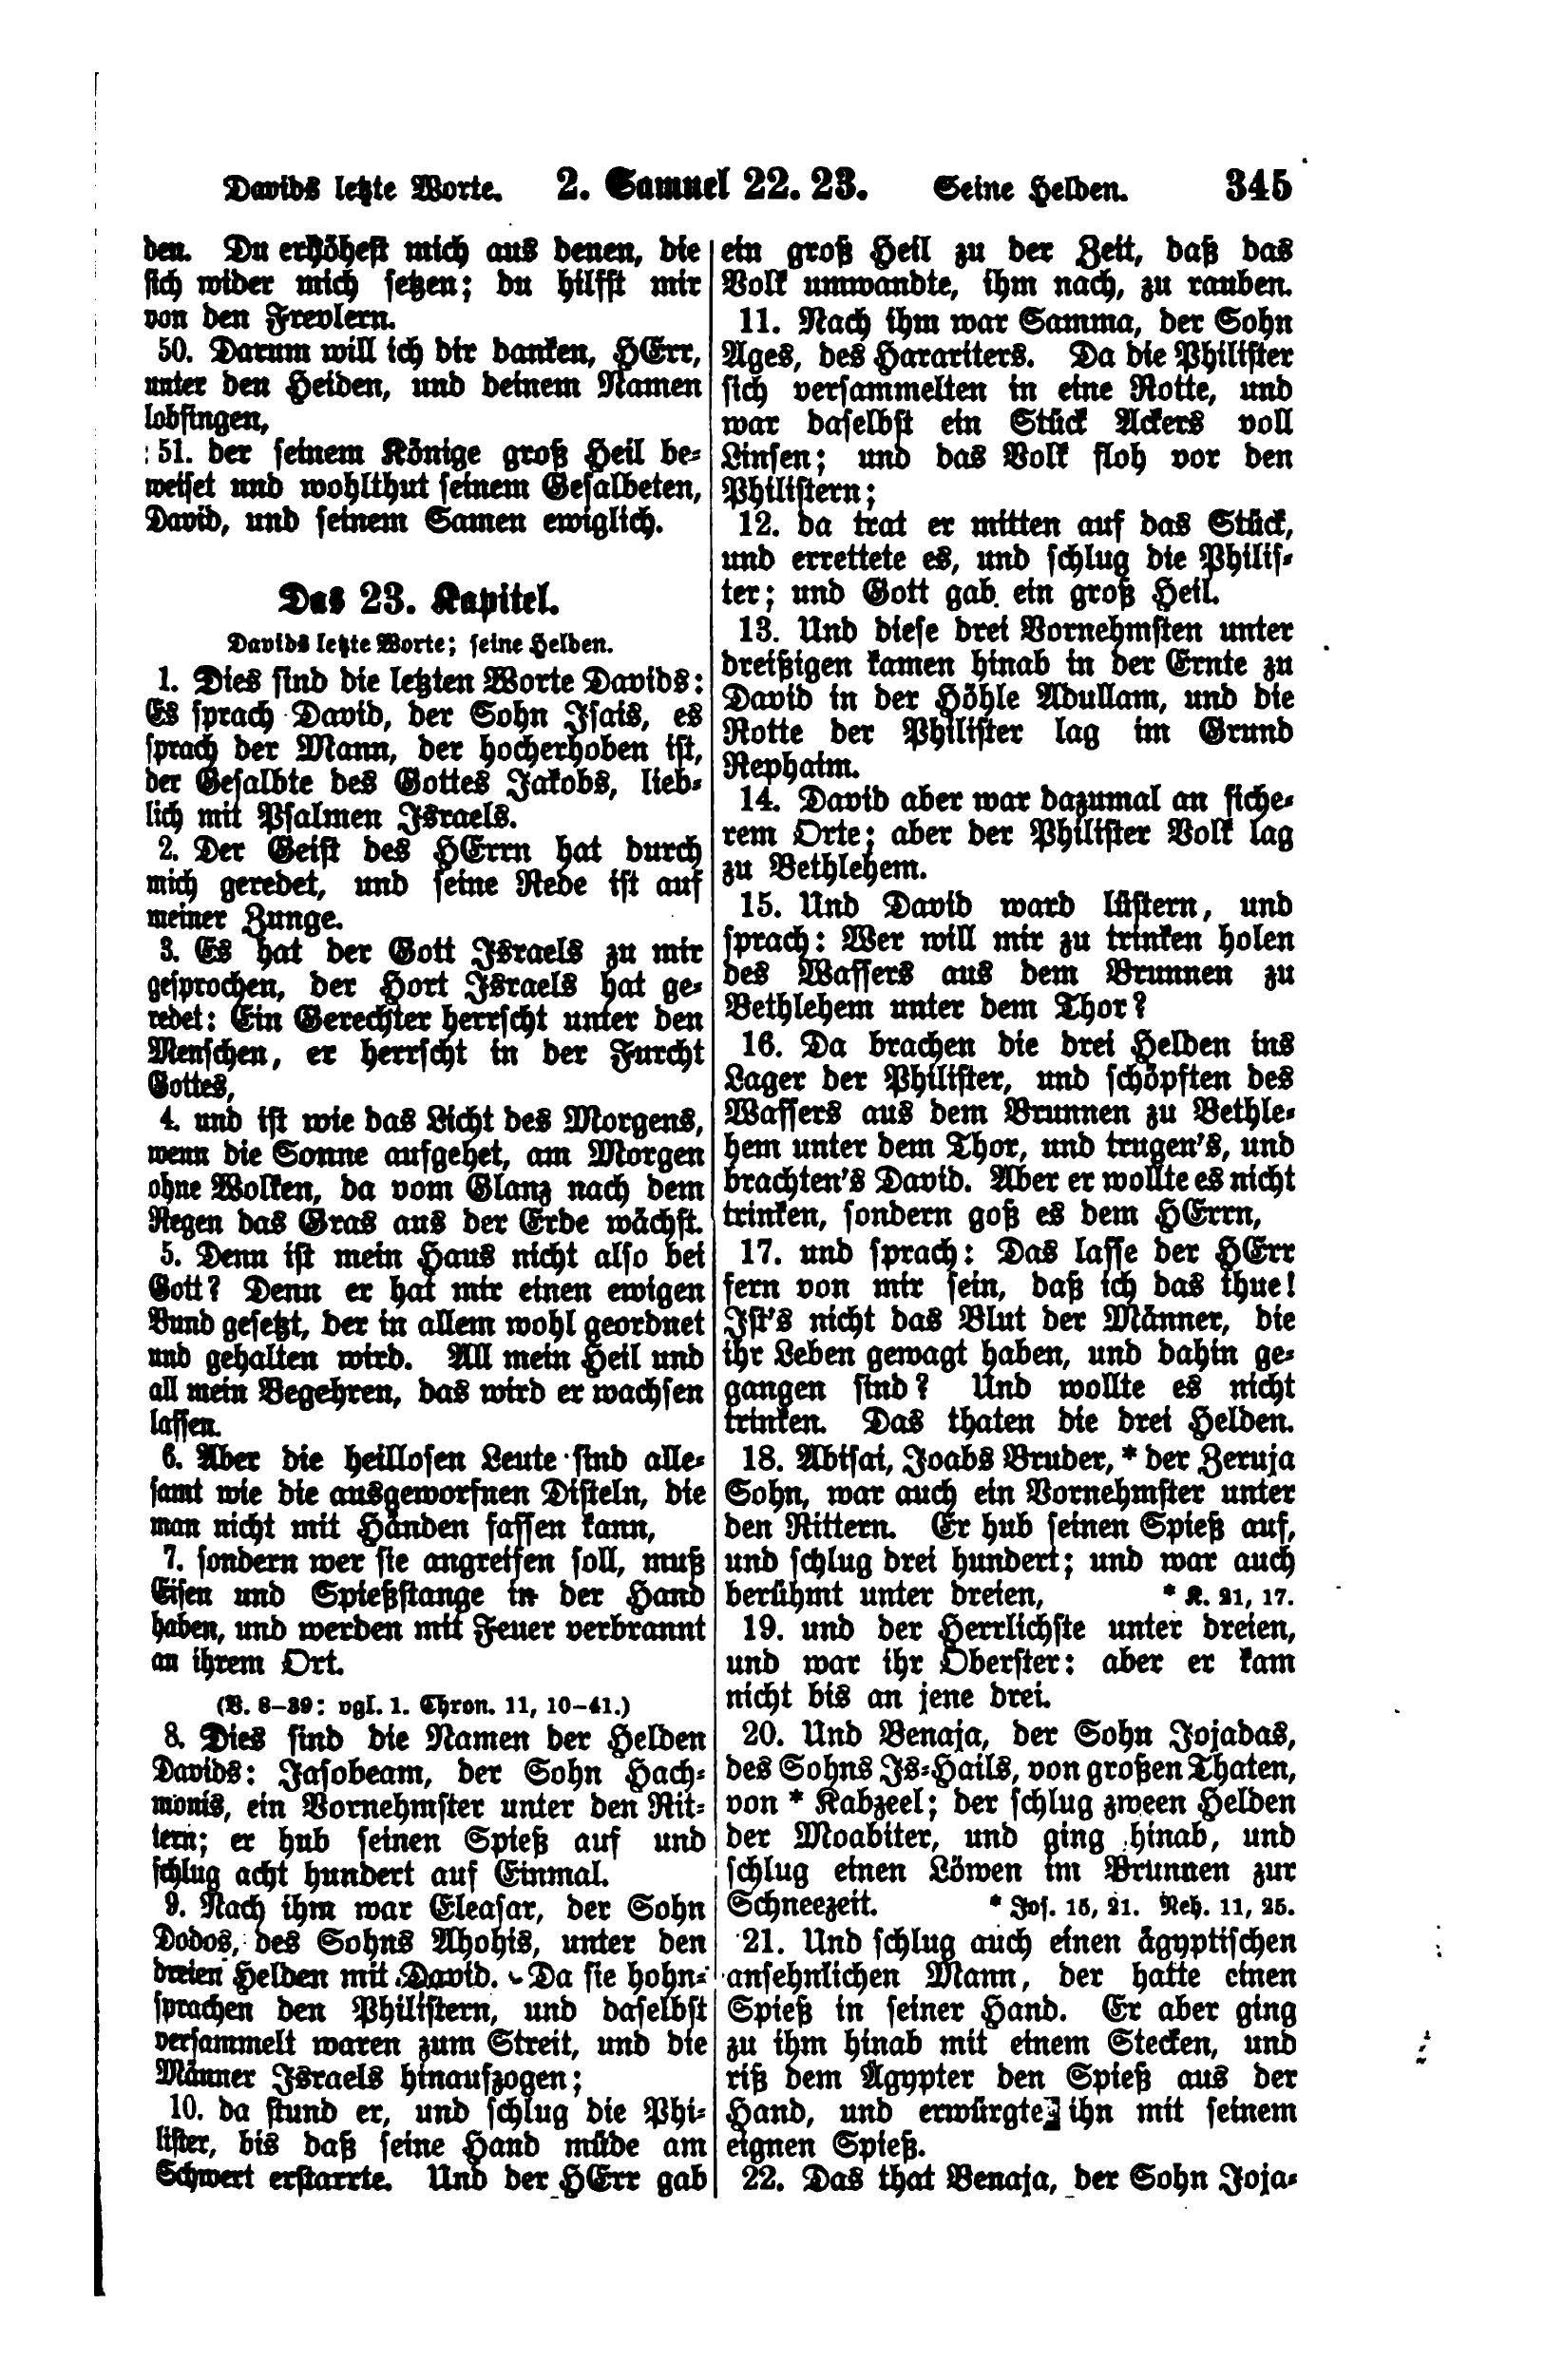 Davids letzte Worte. 2. Samuel 22. 23. Seine Helden. 345
den. Du erhöhest mich aus denen, die
sich wider mich setzen; du hilfst mir
von den Frevlern.
50. Darum will ich dir danken, HErr,
unter den Heiden, und deinem Namen
lobsingen,
51. der seinem Könige groß Heil be-
weiset und wohlthut seinem Gesalbeten,
David, und seinem Samen ewiglich.
Das 23. Kapitel.
Davids letzte Worte; seine Helden.
1. Dies sind die letzten Worte Davids:
Es sprach David, der Sohn Isais, es
sprach der Mann, der hocherhoben ist,
der Gesalbte des Gottes Jakobs, lieb-
lich mit Psalmen Israels.
2. Der Geist des HErrn hat durch
mich geredet, und seine Rede ist auf
meiner Zunge.
3. Es hat der Gott Israels zu mir
gesprochen, der Hort Israels hat ge-
redet: Ein Gerechter herrscht unter den
Menschen, er herrscht in der Furcht
Gottes,
4. und ist wie das Licht des Morgens,
wenn die Sonne aufgehet, am Morgen
ohne Wolken, da vom Glanz nach dem
Regen das Gras aus der Erde wächst.
5. Denn ist mein Haus nicht also bei
Gott? Denn er hat mir einen ewigen
Bund gesetzt, der in allem wohl geordnet
und gehalten wird. All mein Heil und
all mein Begehren, das wird er wachsen
lassen.
6. Aber die heillosen Leute sind alle-
samt wie die ausgeworfnen Disteln, die
man nicht mit Händen fassen kann,
7. sondern wer sie angreifen soll, muß
Eisen und Spießstange in der Hand
haben, und werden mit Feuer verbrannt
an ihrem Ort.
(V. 8–39: vgl. 1. Chron. 11, 10–41.)
8. Dies sind die Namen der Helden
Davids: Jasobeam, der Sohn Hach-
monis, ein Vornehmster unter den Rit-
tern; er hub seinen Spieß auf und
schlug acht hundert auf Einmal.
9. Nach ihm war Eleasar, der Sohn
Dodos, des Sohns Ahohis, unter den
dreien Helden mit David. Da sie hohn-
sprachen den Philistern, und daselbst
versammelt waren zum Streit, und die
Männer Israels hinaufzogen;
10. da stund er, und schlug die Phi-
lister, bis daß seine Hand müde am
Schwert erstarrte. Und der HErr gab
ein groß Heil zu der Zeit, daß das
Volk umwandte, ihm nach, zu rauben.
11. Nach ihm war Samma, der Sohn
Ages, des Harariters. Da die Philister
sich versammelten in eine Rotte, und
war daselbst ein Stück Ackers voll
Linsen; und das Volk floh vor den
Philistern;
12. da trat er mitten auf das Stück,
und errettete es, und schlug die Philis-
ter; und Gott gab ein groß Heil.
13. Und diese drei Vornehmsten unter
dreißigen kamen hinab in der Ernte zu
David in der Höhle Adullam, und die
Rotte der Philister lag im Grund
Rephaim.
14. David aber war dazumal an siche-
rem Orte; aber der Philister Volk lag
zu Bethlehem.
15. Und David ward lüstern, und
sprach: Wer will mir zu trinken holen
des Wassers aus dem Brunnen zu
Bethlehem unter dem Thor?
16. Da brachen die drei Helden ins
Lager der Philister, und schöpften des
Wassers aus dem Brunnen zu Bethle-
hem unter dem Thor, und trugen's, und
brachten's David. Aber er wollte es nicht
trinken, sondern goß es dem HErrn,
17. und sprach: Das lasse der HErr
fern von mir sein, daß ich das thue!
Ist's nicht das Blut der Männer, die
ihr Leben gewagt haben, und dahin ge-
gangen sind? Und wollte es nicht
trinken. Das thaten die drei Helden.
18. Abisai, Joabs Bruder, * der Zeruja
Sohn, war auch ein Vornehmster unter
den Rittern. Er hub seinen Spieß auf,
und schlug drei hundert; und war auch
berühmt unter dreien, * K. 21, 17.
19. und der Herrlichste unter dreien,
und war ihr Oberster: aber er kam
nicht bis an jene drei.
20. Und Benaja, der Sohn Jojadas,
des Sohns Is-Hails, von großen Thaten,
von * Kabzeel; der schlug zween Helden
der Moabiter, und ging hinab, und
schlug einen Löwen im Brunnen zur
Schneezeit. * Jos. 15, 21. Neh. 11, 25.
21. Und schlug auch einen ägyptischen
ansehnlichen Mann, der hatte einen
Spieß in seiner Hand. Er aber ging
zu ihm hinab mit einem Stecken, und
riß dem Ägypter den Spieß aus der
Hand, und erwürgte ihn mit seinem
eignen Spieß.
22. Das that Benaja, der Sohn Joja-